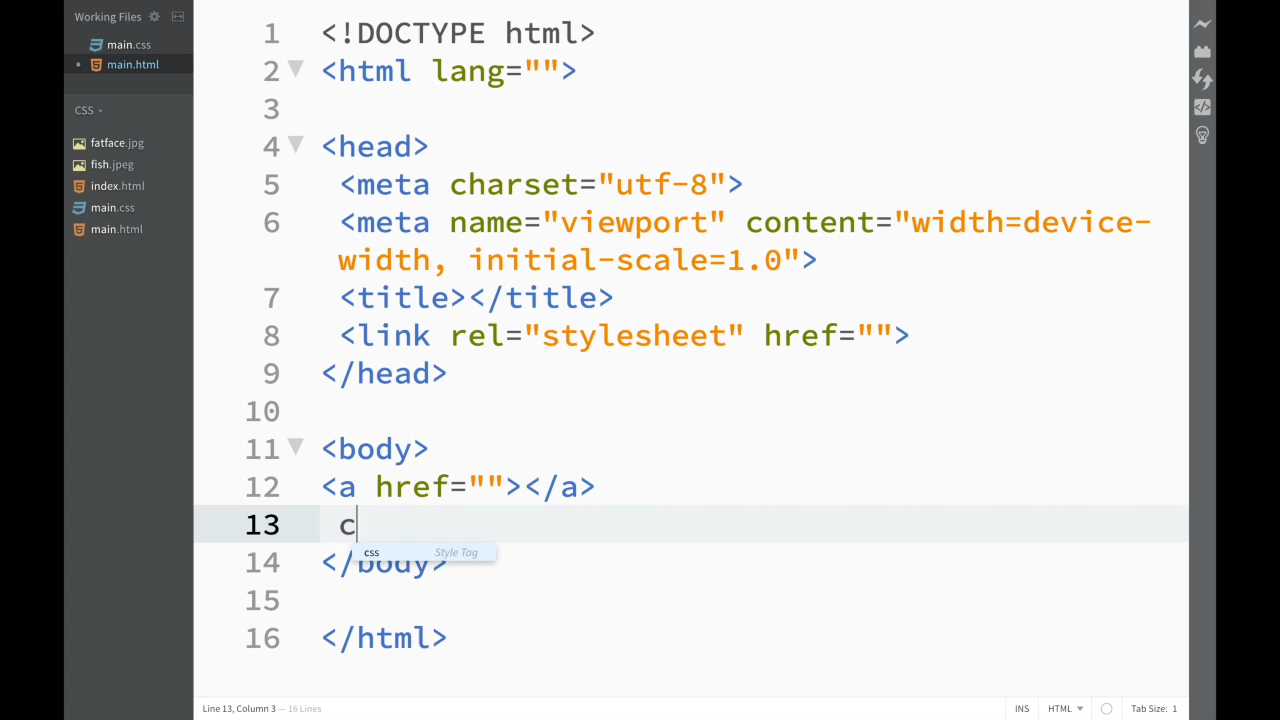 Working Files
main.css
• main.html
CSS
fatface.jpg
fish.jpeg
index.html
main.css
main.html
1 <!DOCTYPE html>
2 <html lang="">
3
4 <head>
5 <meta charset="utf-8">
6 <meta name="viewport" content="width=device-
width, initial-scale=1.0">
7 <title></title>
8 <link rel="stylesheet" href="">
9 </head>
10
11 <body>
12 <a href=""></a>
13 c
css Style Tag
14 </body>
15
16 </html>
Line 13, Column 3 — 16 Lines
INS HTML Tab Size: 1